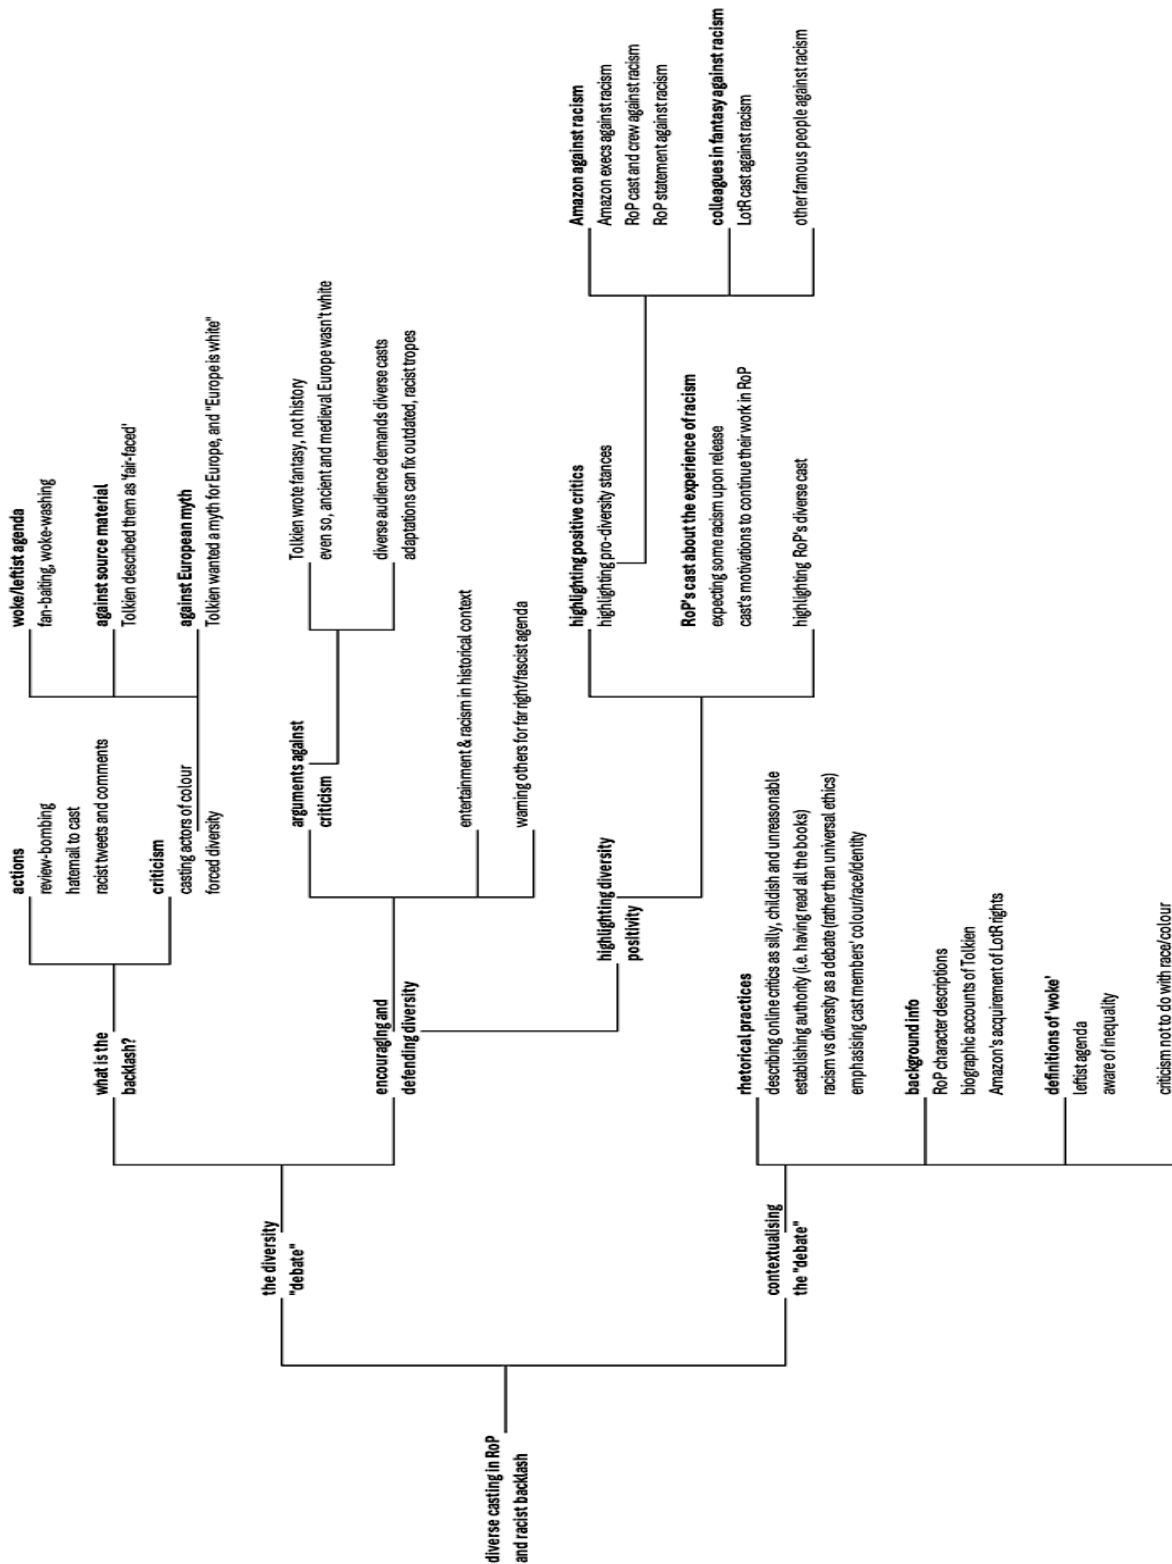 diverse casting in RoP
and racist backlash
the diversity
"debate"
what is the
backlash?
actions
review-bombing
hatemail to cast
racist tweets and comments
criticism
casting actors of colour
forced diversity
woke/leftist agenda
fan-baiting, woke-washing
against source material
Tolkien described them as 'fair-faced'
against European myth
Tolkien wanted a myth for Europe, and "Europe is white"
encouraging and
defending diversity
arguments against
criticism
Tolkien wrote fantasy, not history
even so, ancient and medieval Europe wasn't white
diverse audience demands diverse casts
adaptations can fix outdated, racist tropes
entertainment & racism in historical context
warning others for far right/fascist agenda
highlighting diversity
positivity
highlighting positive critics
highlighting pro-diversity stances
Amazon against racism
Amazon execs against racism
RoP cast and crew against racism
RoP statement against racism
colleagues in fantasy against racism
LotR cast against racism
other famous people against racism
RoP's cast about the experience of racism
expecting some racism upon release
cast's motivations to continue their work in RoP
highlighting RoP's diverse cast
contextualising
the "debate"
rhetorical practices
describing online critics as silly, childish and unreasonable
establishing authority (i.e. having read all the books)
racism vs diversity as a debate (rather than universal ethics)
emphasising cast members' colour/race/identity
background info
RoP character descriptions
biographic accounts of Tolkien
Amazon's acquirement of LotR rights
definitions of 'woke'
leftist agenda
aware of inequality
criticism not to do with race/colour